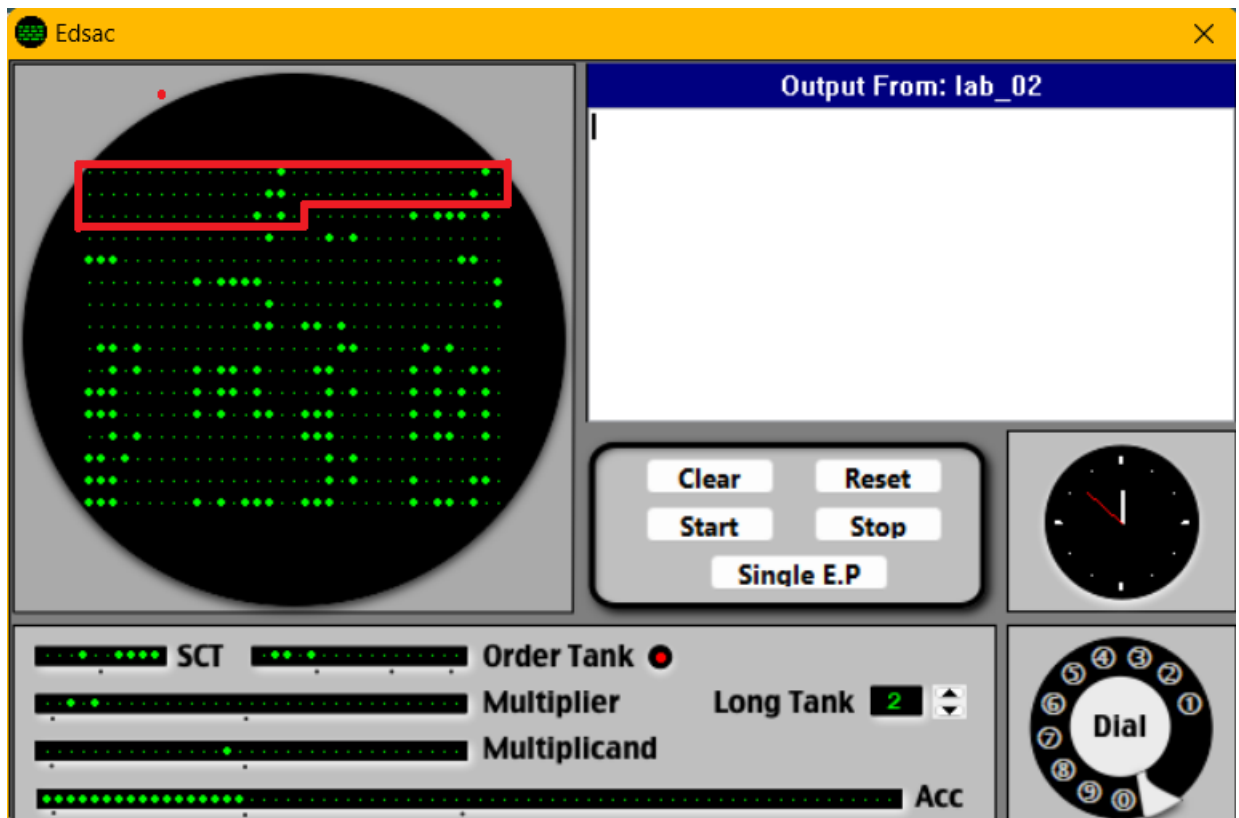 Edsac
Output From: lab_02
Clear
Reset
Start
Stop
Single E.P
SCT
Order Tank
Multiplier
Long Tank
2
Multiplicand
Acc
5
4
3
2
1
6
7
8
9
0
Dial